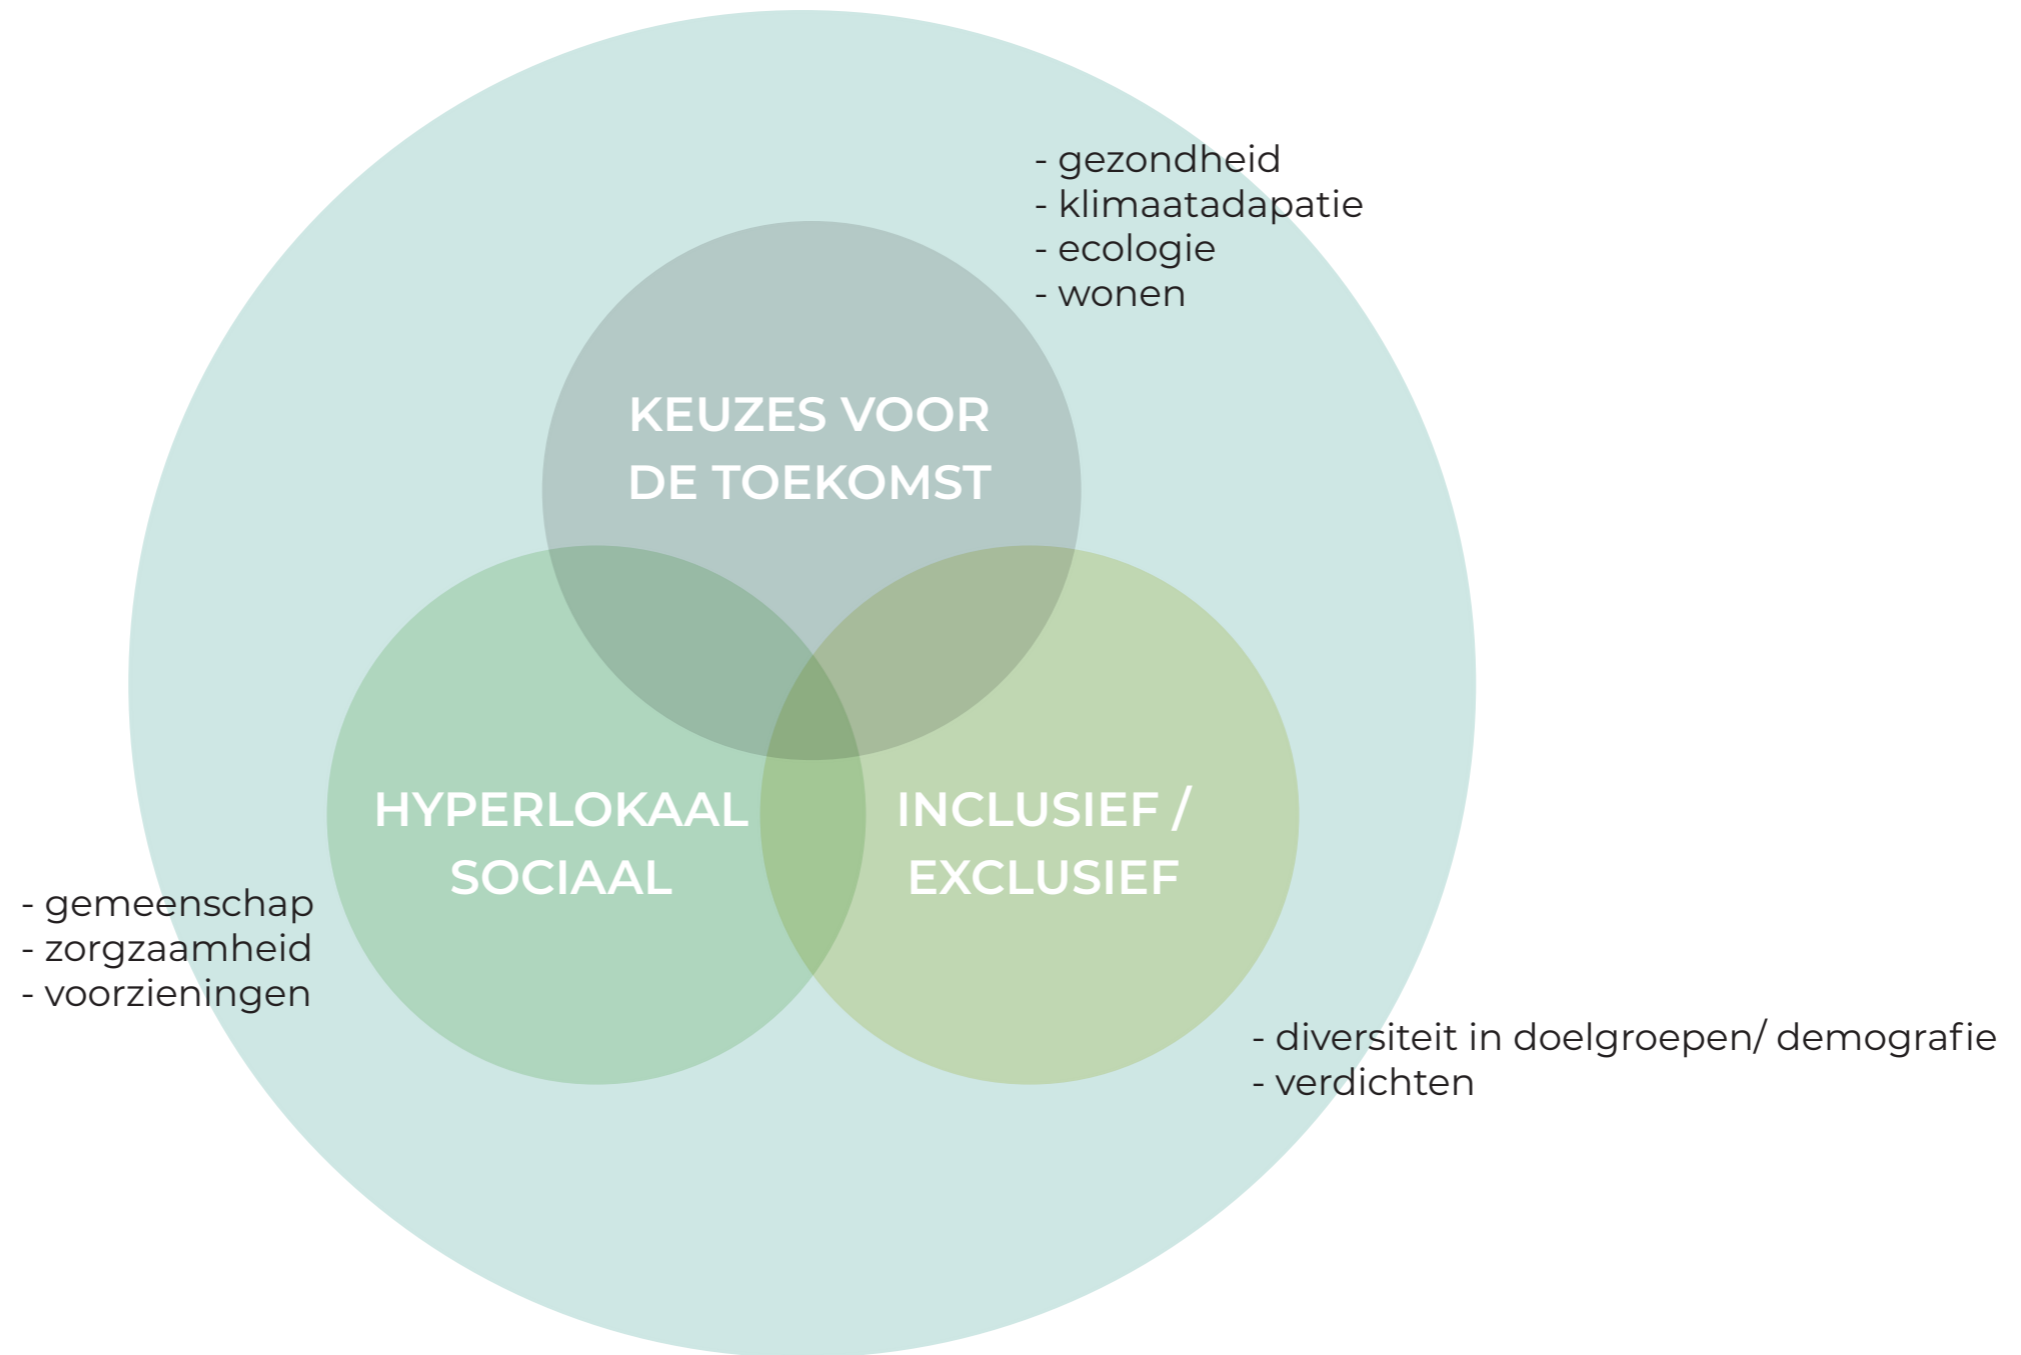 - gezondheid
- klimaatadapatie
- ecologie
- wonen
KEUZES VOOR
DE TOEKOMST
HYPERLOKAAL
SOCIAAL
INCLUSIEF /
EXCLUSIEF
- gemeenschap
- zorgzaamheid
- voorzieningen
- diversiteit in doelgroepen/ demografie
- verdichten